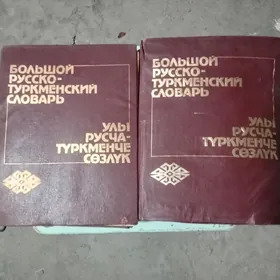 БОЛЬШОЙ
РУССКО-
ТУРКМЕНСКИЙ
СЛОВАРЬ
УЛЫ
РУСЧА-
ТҮРКМЕНЧЕ
СӨЗЛҮК
БОЛЬШОЙ
РУССКО-
ТУРКМЕНСКИЙ
СЛОВАРЬ
УЛЫ
РУСЧА-
ТҮРКМЕНЧЕ
СӨЗЛҮК